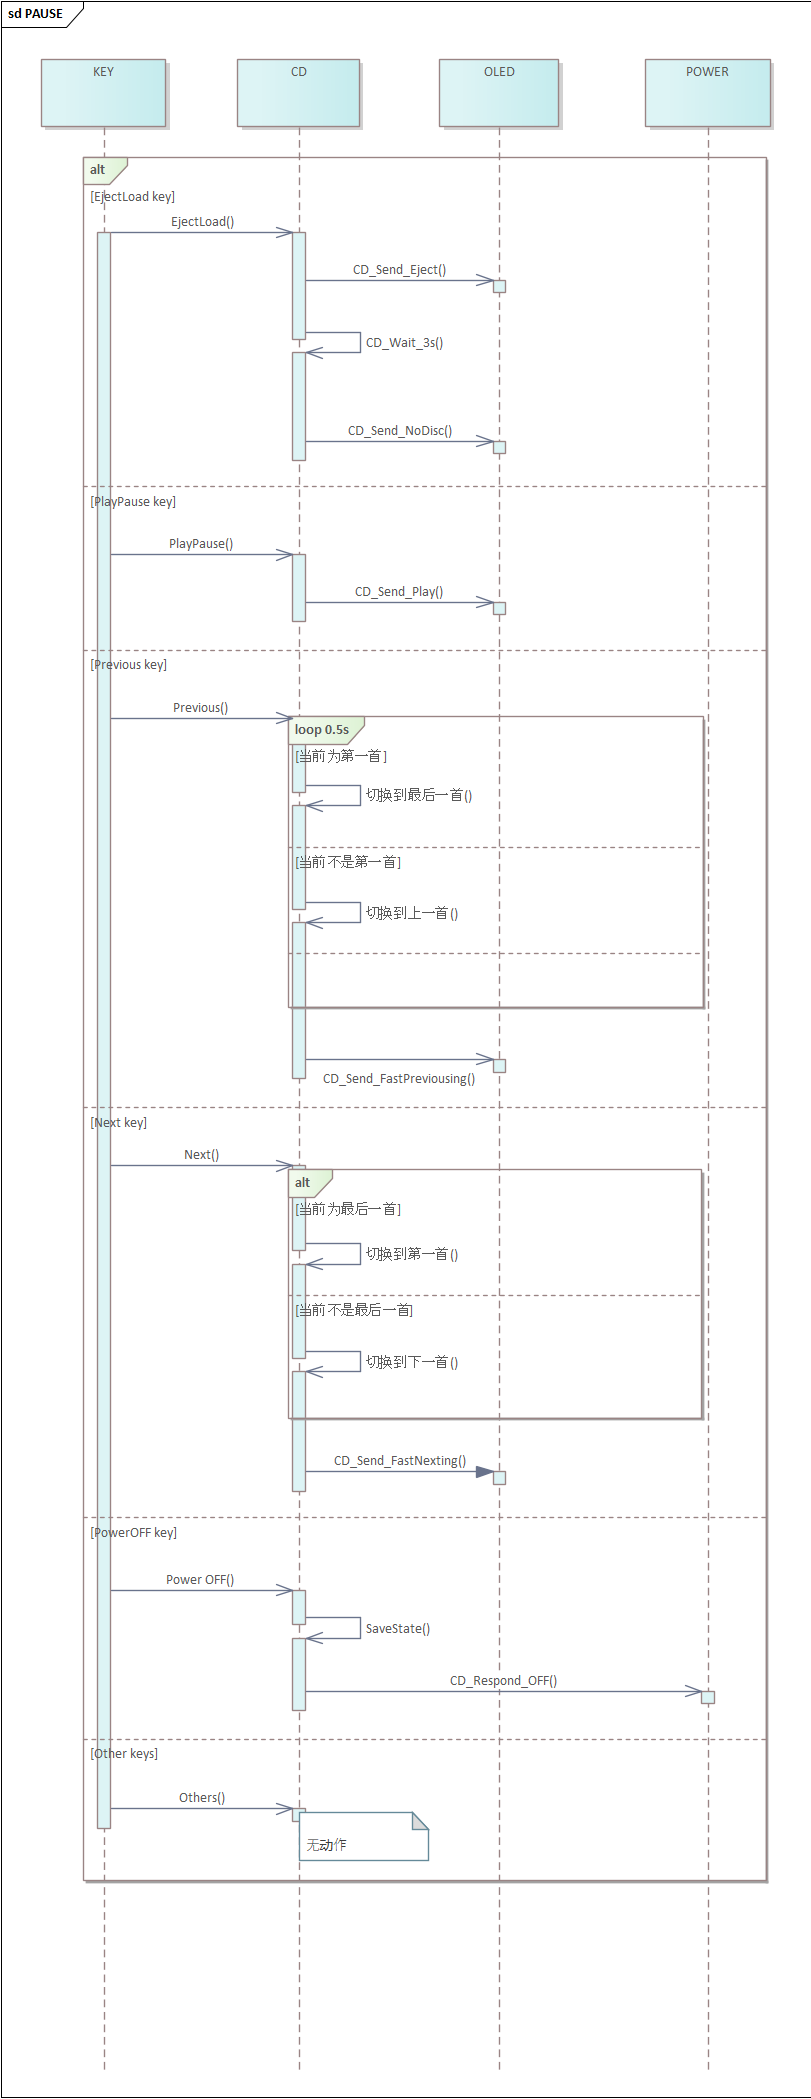 sd PAUSE
KEY
CD
OLED
POWER
alt
[EjectLoad key]
EjectLoad()
CD_Send_Eject()
CD_Wait_3s()
CD_Send_NoDisc()
[PlayPause key]
PlayPause()
CD_Send_Play()
[Previous key]
Previous()
loop 0.5s
[当前为第一首]
切换到最后一首()
[当前不是第一首]
切换到上一首()
CD_Send_FastPreviousing()
[Next key]
Next()
alt
[当前为最后一首]
切换到第一首()
[当前不是最后一首]
切换到下一首()
CD_Send_FastNexting()
[PowerOFF key]
Power OFF()
SaveState()
CD_Respond_OFF()
[Other keys]
Others()
无动作